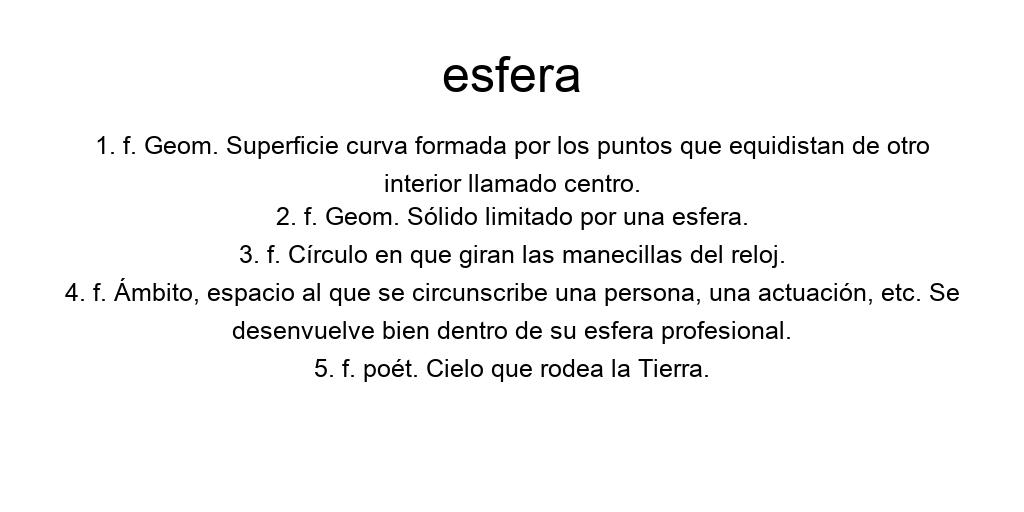 esfera
1. f. Geom. Superficie curva formada por los puntos que equidistan de otro
interior llamado centro.
2. f. Geom. Sólido limitado por una esfera.
3. f. Círculo en que giran las manecillas del reloj.
4. f. Ámbito, espacio al que se circunscribe una persona, una actuación, etc. Se
desenvuelve bien dentro de su esfera profesional.
5. f. poét. Cielo que rodea la Tierra.